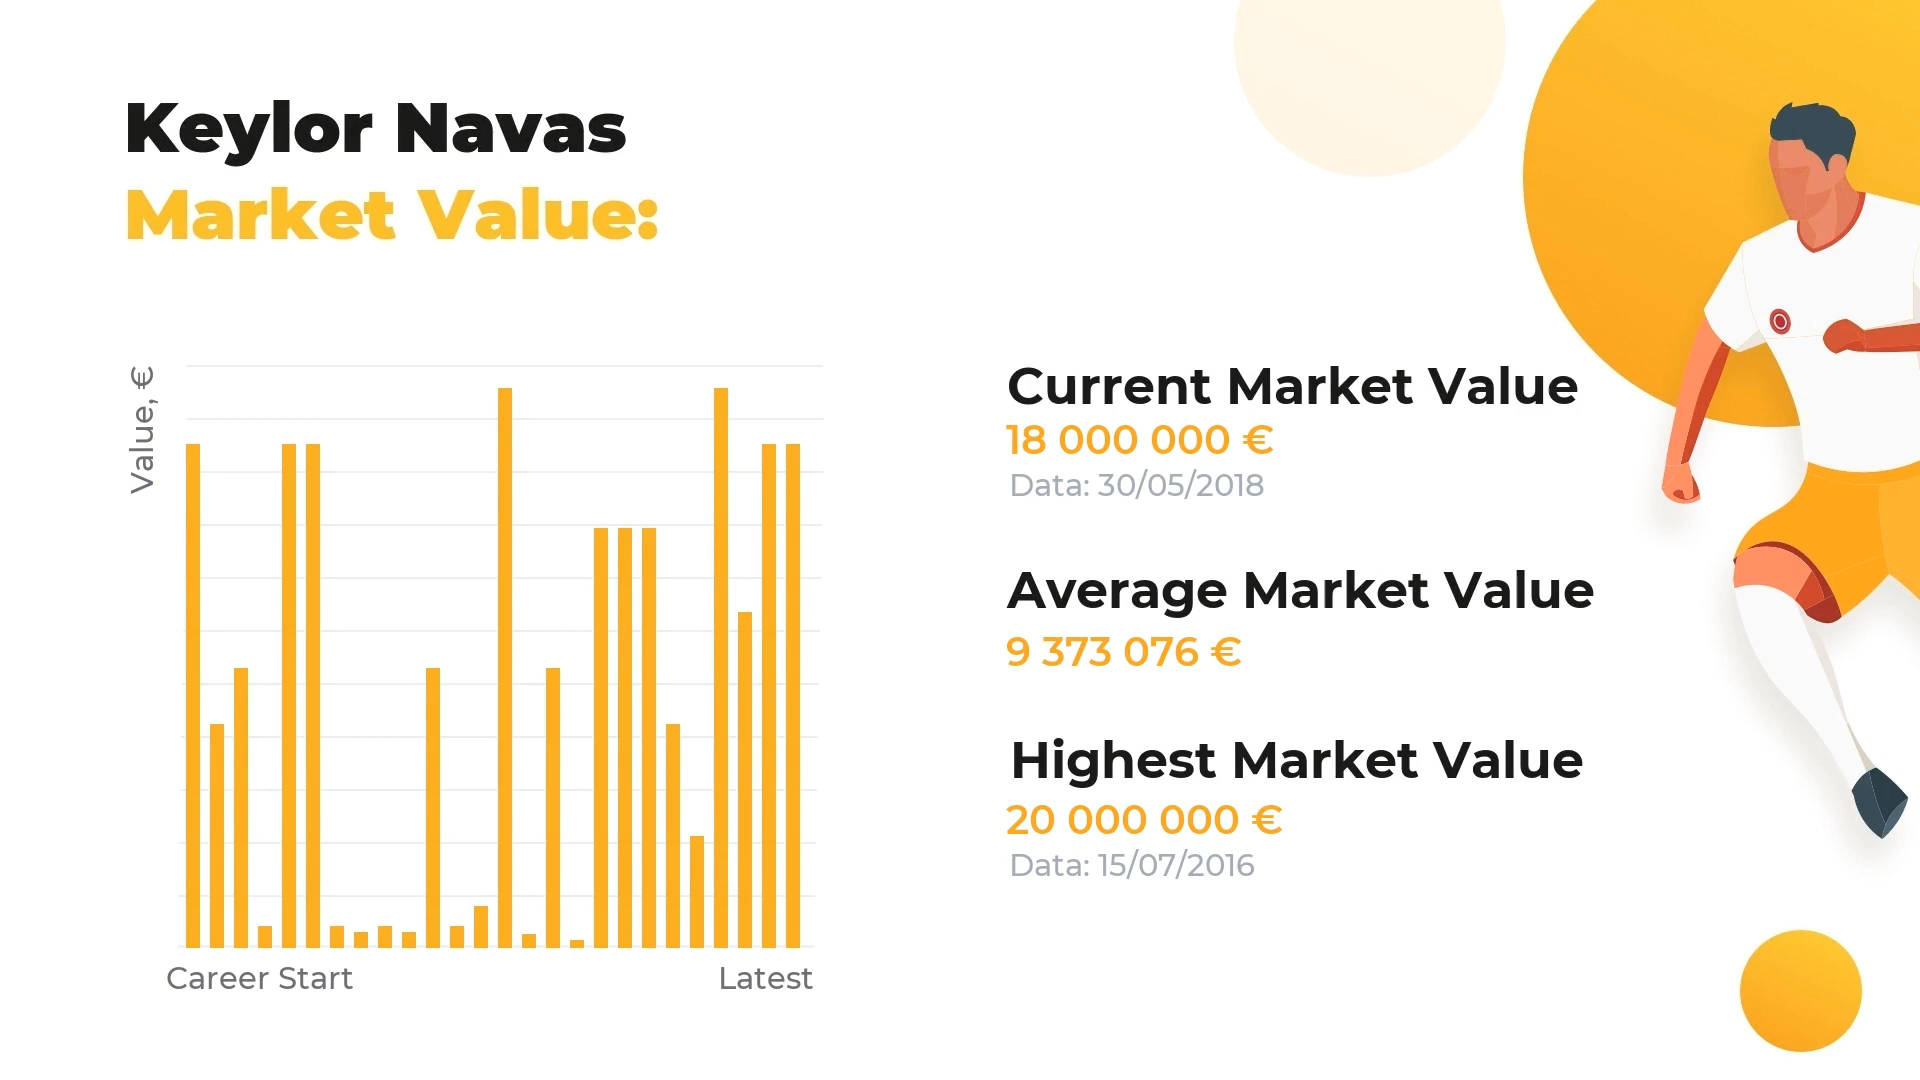 Keylor Navas
Market Value:
Value, €
Career Start
Latest
Current Market Value
18 000 000 €
Data: 30/05/2018
Average Market Value
9 373 076 €
Highest Market Value
20 000 000 €
Data: 15/07/2016